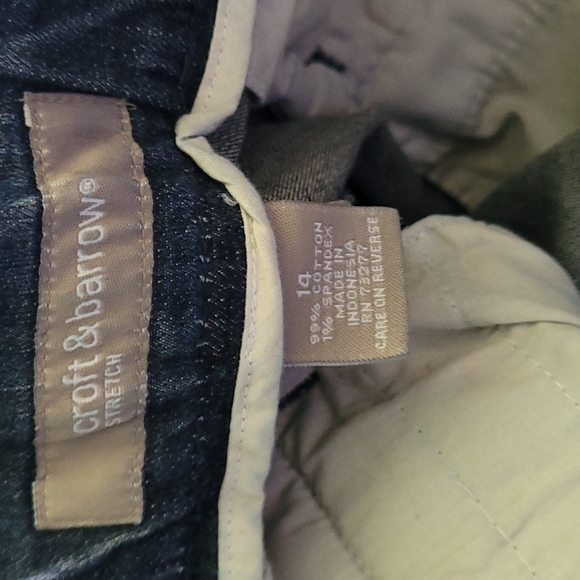 croft & barrow®
STRETCH
14
99% COTTON
1% SPANDEX
MADE IN
INDONESIA
RN 73277
CARE ON REVERSE